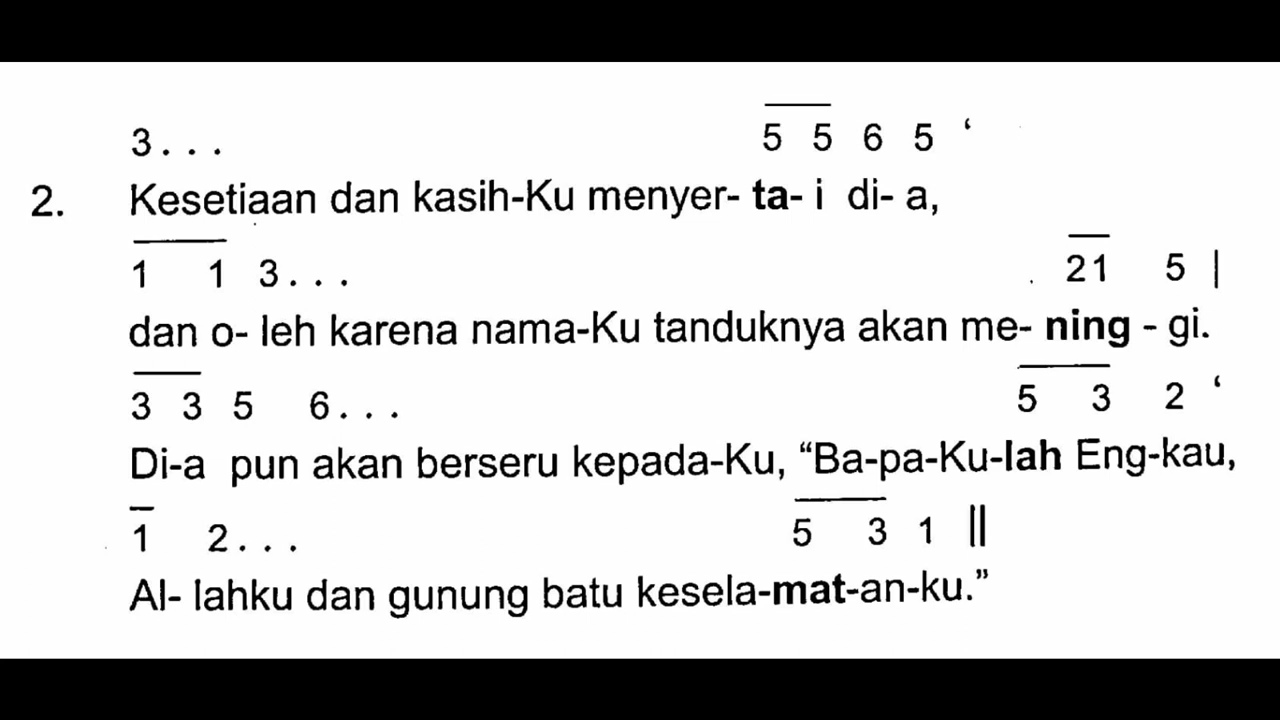 3... 5 5 6 5 ‘
2. Kesetiaan dan kasih-Ku menyer- ta- i di- a,
1 1 3... 21 5 |
dan o- leh karena nama-Ku tanduknya akan me- ning - gi.
3 3 5 6... 5 3 2 ‘
Di-a pun akan berseru kepada-Ku, “Ba-pa-Ku-lah Eng-kau,
1 2... 5 3 1 ||
Al- lahku dan gunung batu kesela-mat-an-ku.”